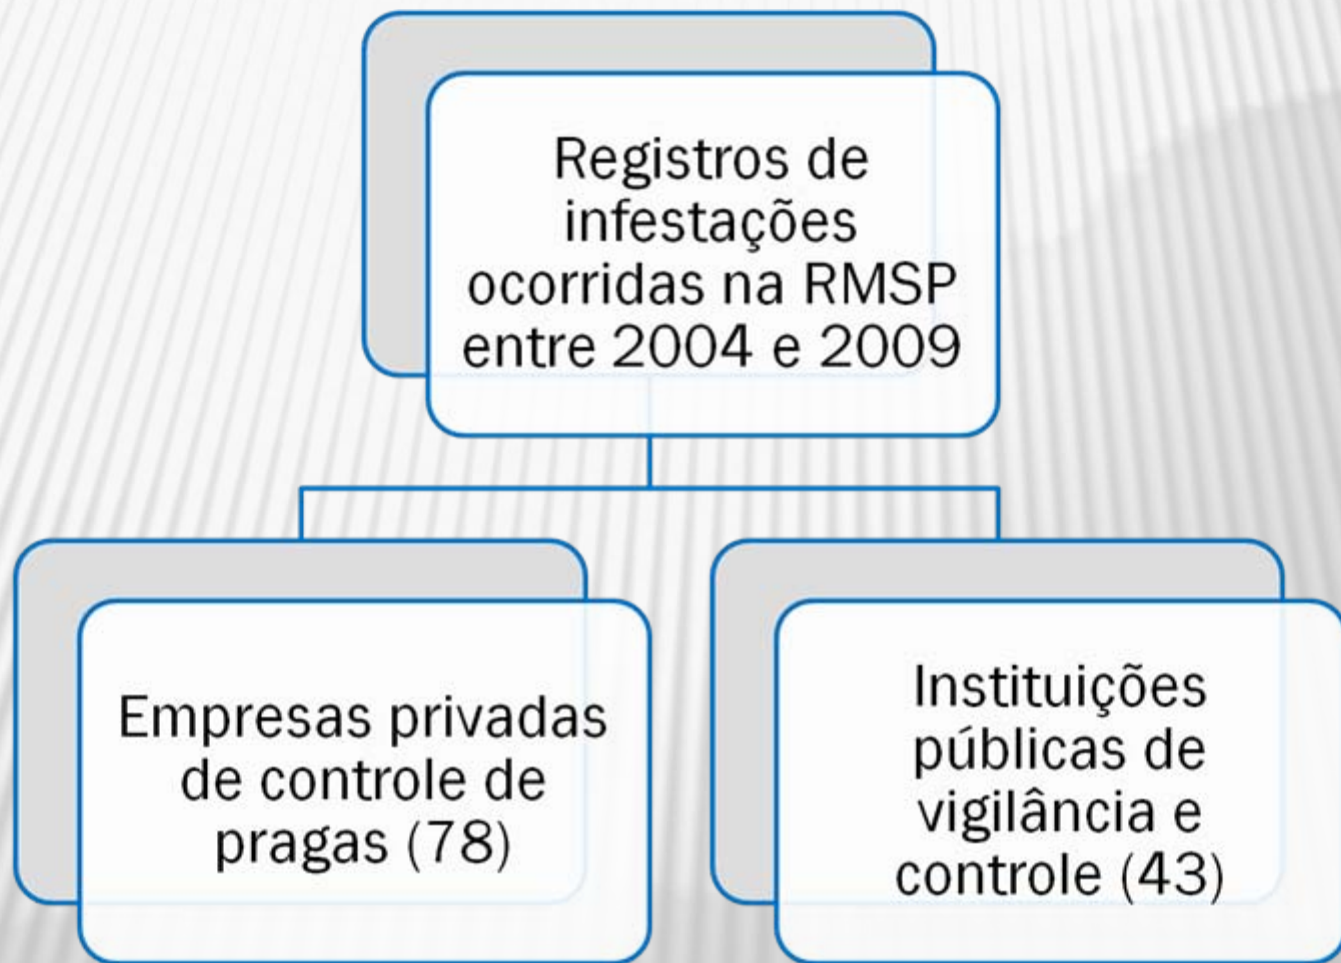 Registros de
infestações
ocorridas na RMSP
entre 2004 e 2009
Empresas privadas
de controle de
pragas (78)
Instituições
públicas de
vigilância e
controle (43)